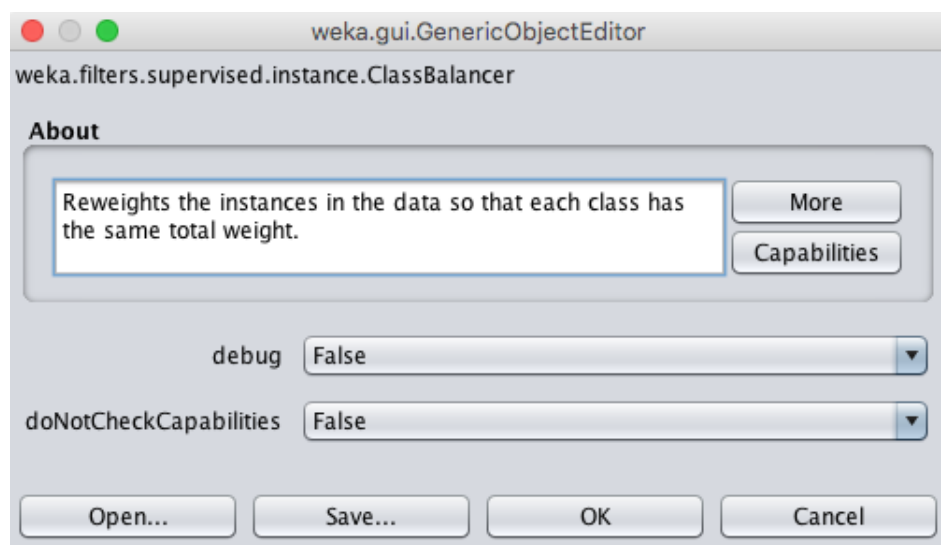 weka.gui.GenericObjectEditor
weka.filters.supervised.instance.ClassBalancer
About
Reweights the instances in the data so that each class has
the same total weight.
More
Capabilities
debug False
doNotCheckCapabilities False
Open... Save... OK Cancel